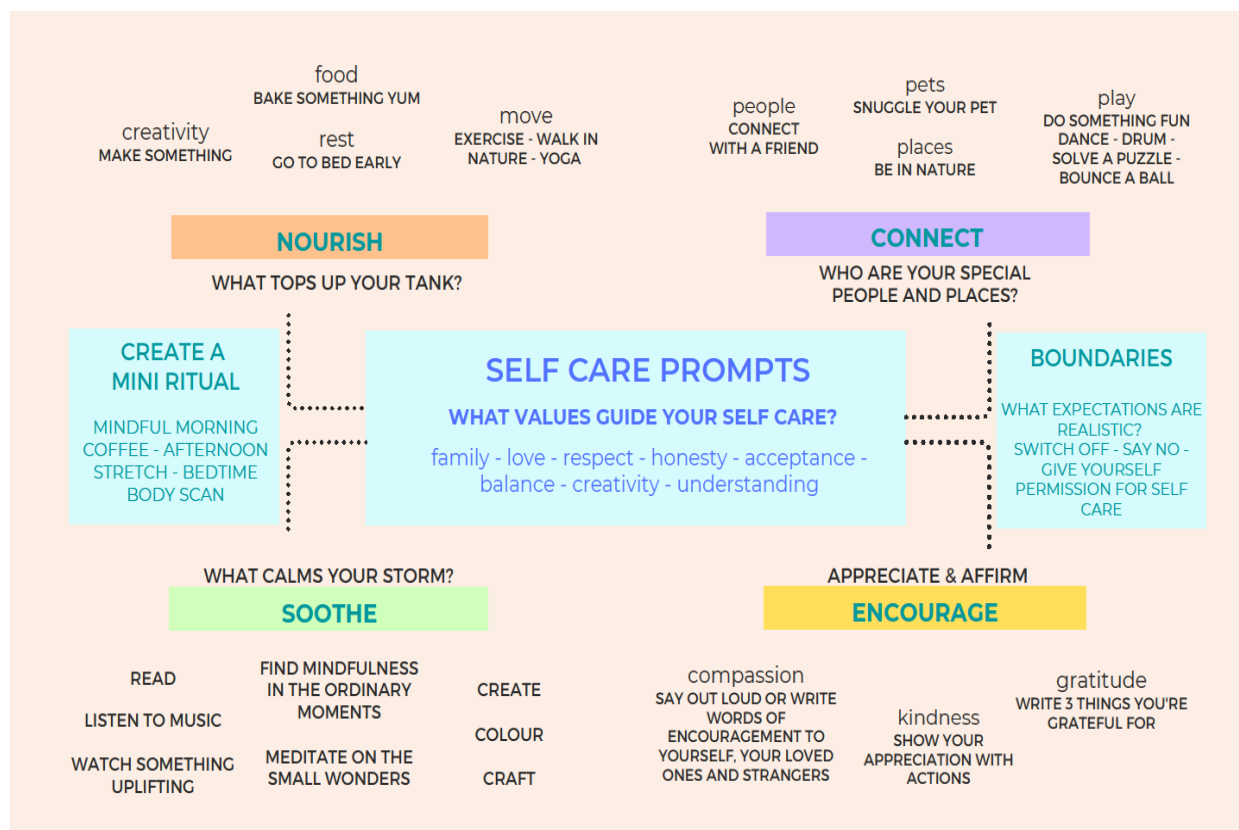 food
BAKE SOMETHING YUM
creativity
MAKE SOMETHING
rest
GO TO BED EARLY
move
EXERCISE - WALK IN
NATURE - YOGA
NOURISH
WHAT TOPS UP YOUR TANK?
people
CONNECT
WITH A FRIEND
pets
SNUGGLE YOUR PET
places
BE IN NATURE
play
DO SOMETHING FUN
DANCE - DRUM -
SOLVE A PUZZLE -
BOUNCE A BALL
CONNECT
WHO ARE YOUR SPECIAL
PEOPLE AND PLACES?
CREATE A
MINI RITUAL
MINDFUL MORNING
COFFEE - AFTERNOON
STRETCH - BEDTIME
BODY SCAN
SELF CARE PROMPTS
WHAT VALUES GUIDE YOUR SELF CARE?
family - love - respect - honesty - acceptance -
balance - creativity - understanding
BOUNDARIES
WHAT EXPECTATIONS ARE
REALISTIC?
SWITCH OFF - SAY NO -
GIVE YOURSELF
PERMISSION FOR SELF
CARE
WHAT CALMS YOUR STORM?
SOOTHE
READ
LISTEN TO MUSIC
WATCH SOMETHING
UPLIFTING
FIND MINDFULNESS
IN THE ORDINARY
MOMENTS
MEDITATE ON THE
SMALL WONDERS
CREATE
COLOUR
CRAFT
APPRECIATE & AFFIRM
ENCOURAGE
compassion
SAY OUT LOUD OR WRITE
WORDS OF
ENCOURAGEMENT TO
YOURSELF, YOUR LOVED
ONES AND STRANGERS
kindness
SHOW YOUR
APPRECIATION WITH
ACTIONS
gratitude
WRITE 3 THINGS YOU'RE
GRATEFUL FOR